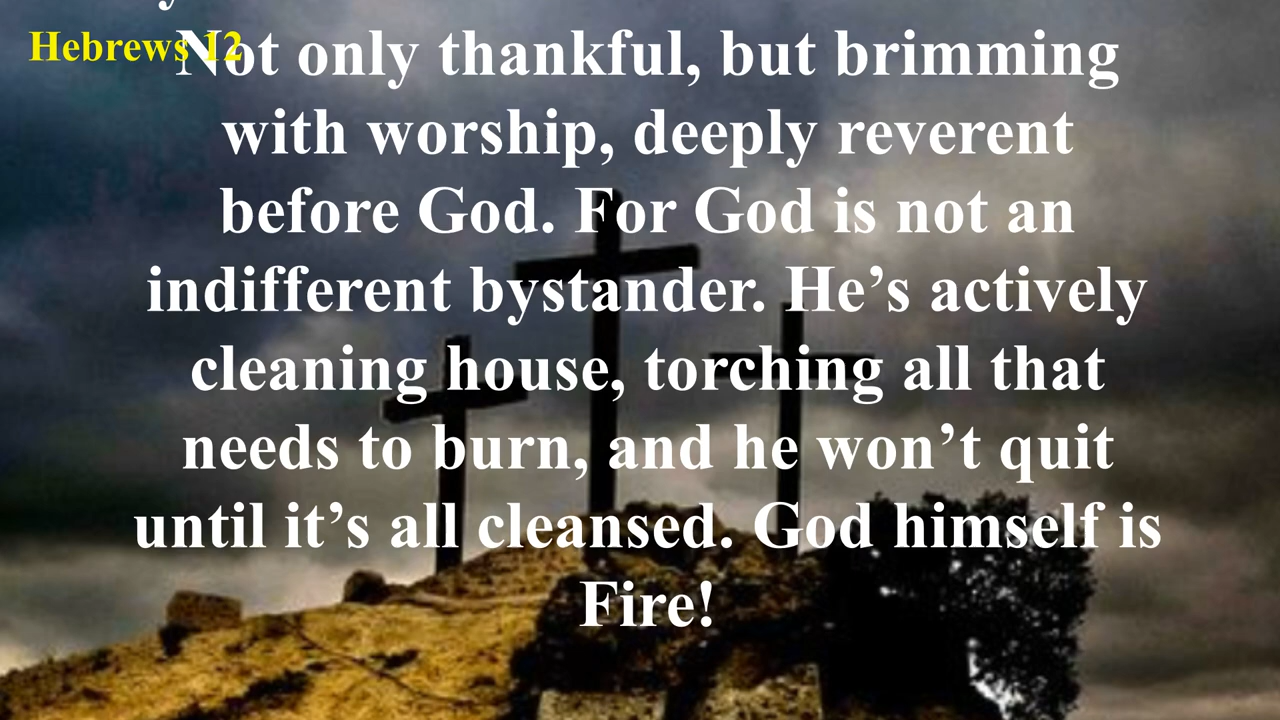 Hebrews 12
Not only thankful, but brimming
with worship, deeply reverent
before God. For God is not an
indifferent bystander. He’s actively
cleaning house, torching all that
needs to burn, and he won’t quit
until it’s all cleansed. God himself is
Fire!